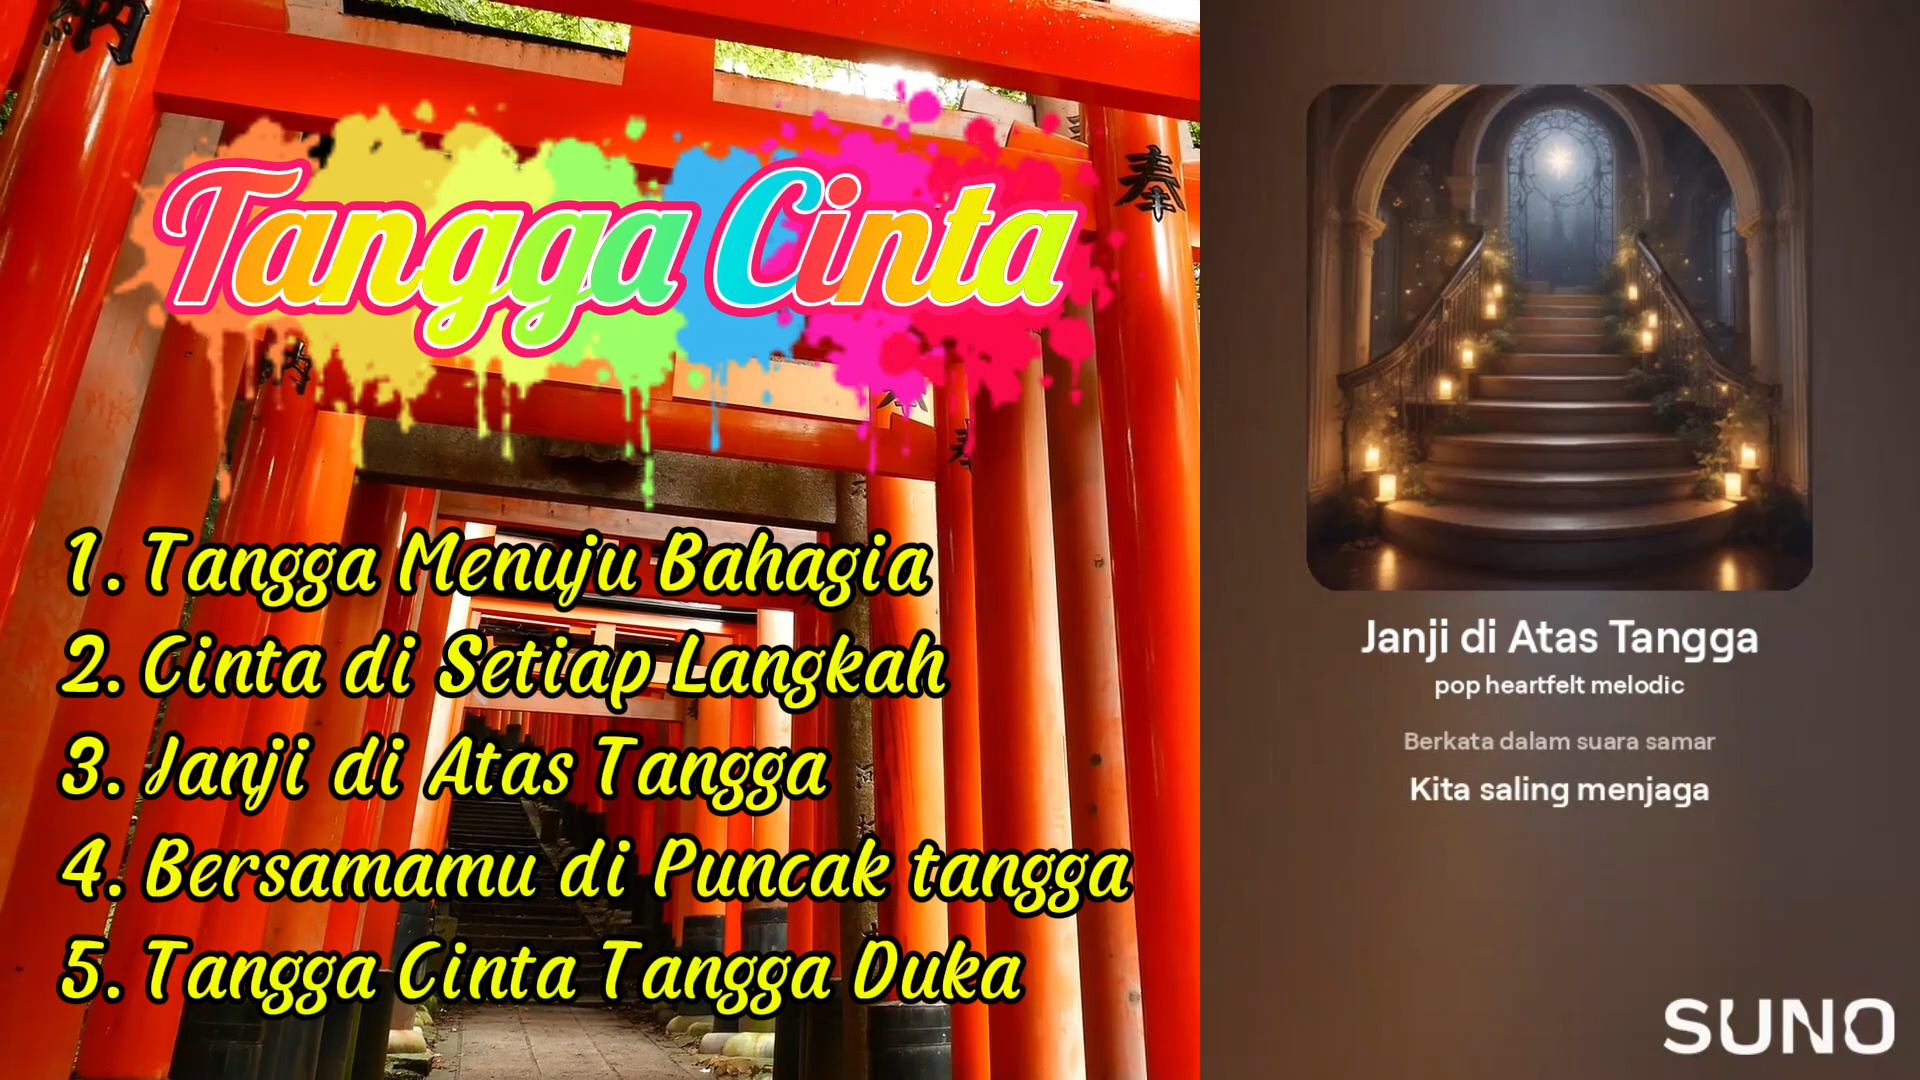 Tangga Cinta
1. Tangga Menuju Bahagia
2. Cinta di Setiap Langkah
3. Janji di Atas Tangga
4. Bersamamu di Puncak tangga
5. Tangga Cinta Tangga Duka
奉
Janji di Atas Tangga
pop heartfelt melodic
Berkata dalam suara samar
Kita saling menjaga
SUNO